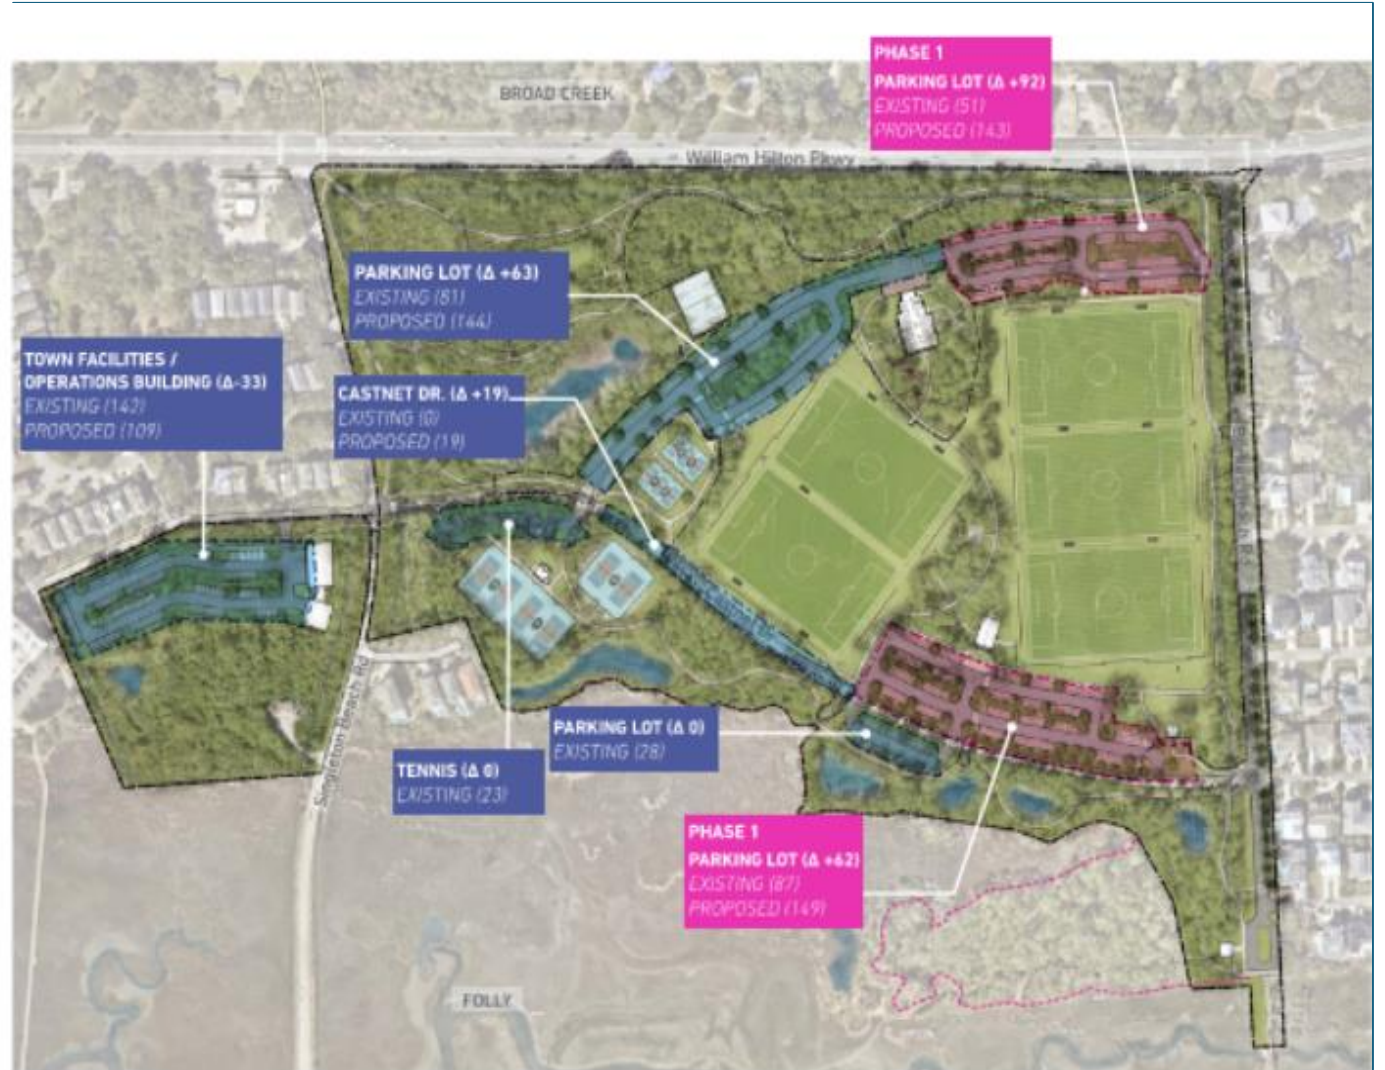 PHASE 1
PARKING LOT (Δ +92)
EXISTING (51)
PROPOSED (143)
BROAD CREEK
William Hilton Pkwy
PARKING LOT (Δ +63)
EXISTING (81)
PROPOSED (144)
TOWN FACILITIES /
OPERATIONS BUILDING (Δ-33)
EXISTING (142)
PROPOSED (109)
CASTNET DR. (Δ +19)
EXISTING (0)
PROPOSED (19)
Singleton Beach Rd
PARKING LOT (Δ 0)
EXISTING (28)
TENNIS (Δ 0)
EXISTING (23)
PHASE 1
PARKING LOT (Δ +62)
EXISTING (87)
PROPOSED (149)
FOLLY